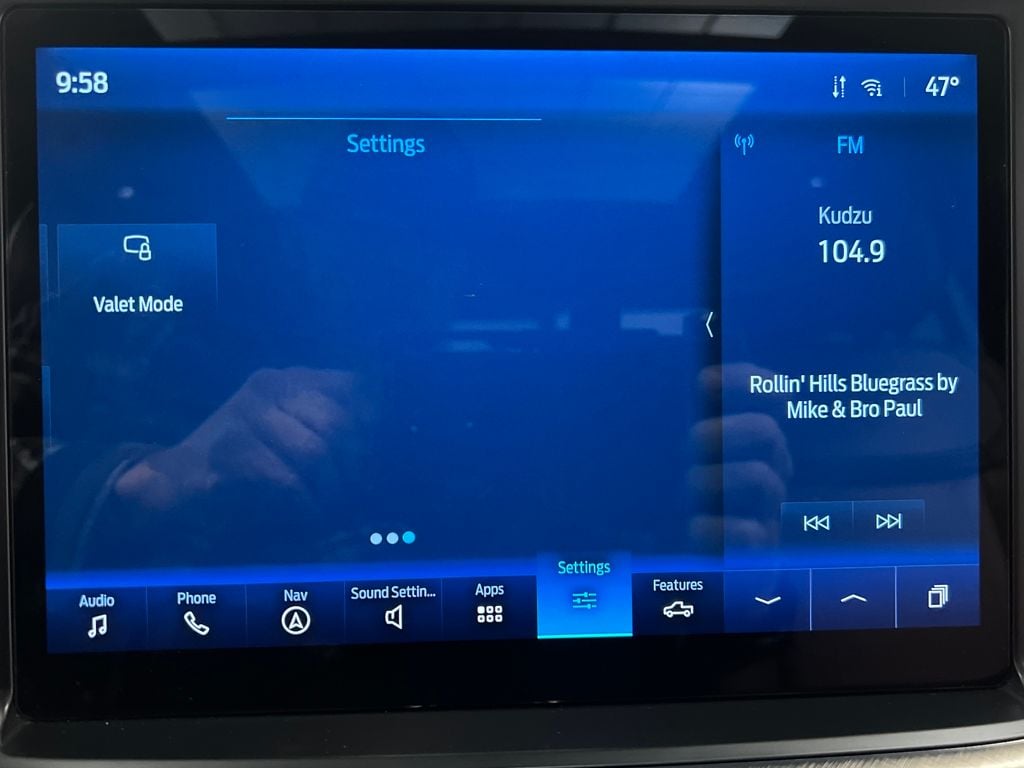 9:58
47°
Settings
FM
Kudzu
104.9
Valet Mode
Rollin' Hills Bluegrass by
Mike & Bro Paul
Audio
Phone
Nav
Sound Settin...
Apps
Settings
Features